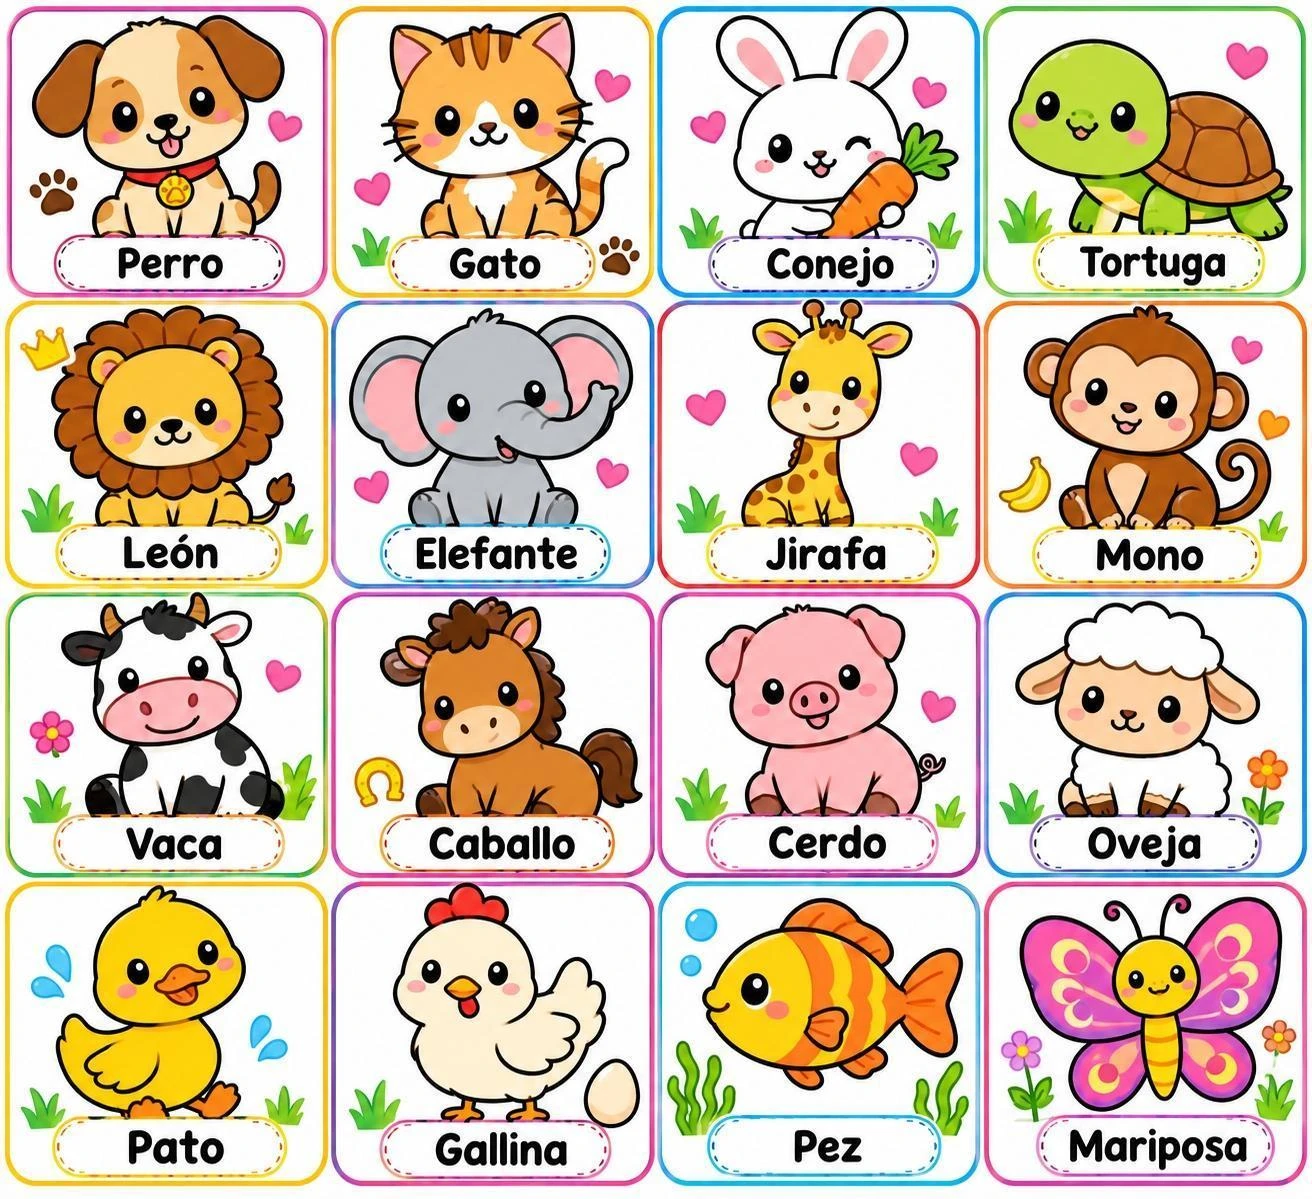 Perro
Gato
Conejo
Tortuga
León
Elefante
Jirafa
Mono
Vaca
Caballo
Cerdo
Oveja
Pato
Gallina
Pez
Mariposa